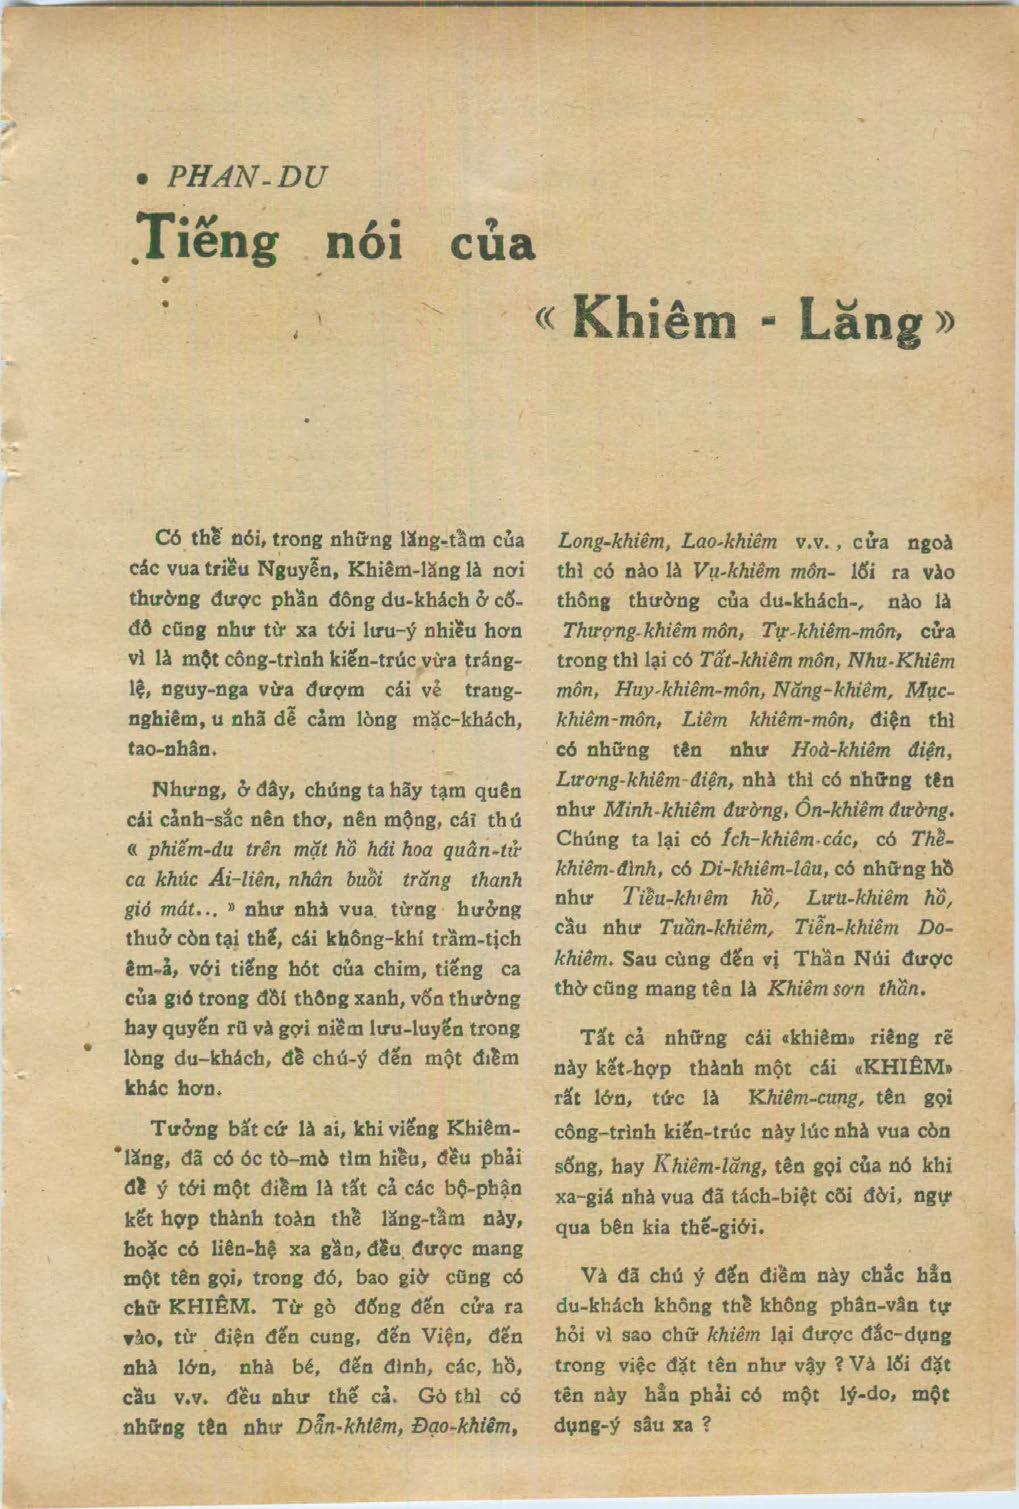 • PHAN-DU
Tiếng nói của
« Khiêm - Lăng »
Có thể nói, trong những lăng-tẩm của
các vua triều Nguyễn, Khiêm-lăng là nơi
thường được phần đông du-khách ở cố-
đô cũng như từ xa tới lưu-ý nhiều hơn
vì là một công-trình kiến-trúc vừa tráng-
lệ, nguy-nga vừa đượm cái vẻ trang-
nghiêm, u nhã dễ cảm lòng mặc-khách,
tao-nhân.
Nhưng, ở đây, chúng ta hãy tạm quên
cái cảnh-sắc nên thơ, nên mộng, cái thú
« phiếm-du trên mặt hồ hái hoa quân-tử
ca khúc Ái-liên, nhân buổi trăng thanh
gió mát... » như nhà vua từng hưởng
thuở còn tại thế, cái không-khí trầm-tịch
êm-ả, với tiếng hót của chim, tiếng ca
của gió trong đồi thông xanh, vốn thường
hay quyến rũ và gợi niềm lưu-luyến trong
lòng du-khách, để chú-ý đến một điểm
khác hơn.
Tưởng bất cứ là ai, khi viếng Khiêm-
lăng, đã có óc tò-mò tìm hiểu, đều phải
để ý tới một điểm là tất cả các bộ-phận
kết hợp thành toàn thể lăng-tẩm này,
hoặc có liên-hệ xa gần, đều được mang
một tên gọi, trong đó, bao giờ cũng có
chữ KHIÊM. Từ gò đống đến cửa ra
vào, từ điện đến cung, đến Viện, đến
nhà lớn, nhà bé, đến đình, các, hồ,
cầu v.v. đều như thế cả. Gò thì có
những tên như Dẫn-khiêm, Đạo-khiêm,
Long-khiêm, Lao-khiêm v.v. , cửa ngoà
thì có nào là Vụ-khiêm môn- lối ra vào
thông thường của du-khách-, nào là
Thượng-khiêm môn, Tự-khiêm-môn, cửa
trong thì lại có Tất-khiêm môn, Nhu-Khiêm
môn, Huy-khiêm-môn, Năng-khiêm, Mục-
khiêm-môn, Liêm khiêm-môn, điện thì
có những tên như Hoà-khiêm điện,
Lương-khiêm-điện, nhà thì có những tên
như Minh-khiêm đường, Ôn-khiêm đường.
Chúng ta lại có Ích-khiêm-các, có Thể-
khiêm-đình, có Di-khiêm-lâu, có những hồ
như Tiểu-khiêm hồ, Lưu-khiêm hồ,
cầu như Tuần-khiêm, Tiễn-khiêm Do-
khiêm. Sau cùng đến vị Thần Núi được
thờ cũng mang tên là Khiêm sơn thần.
Tất cả những cái «khiêm» riêng rẽ
này kết-hợp thành một cái «KHIÊM»
rất lớn, tức là Khiêm-cung, tên gọi
công-trình kiến-trúc này lúc nhà vua còn
sống, hay Khiêm-lăng, tên gọi của nó khi
xa-giá nhà vua đã tách-biệt cõi đời, ngự
qua bên kia thế-giới.
Và đã chú ý đến điểm này chắc hẳn
du-khách không thể không phân-vân tự
hỏi vì sao chữ khiêm lại được đắc-dụng
trong việc đặt tên như vậy ? Và lối đặt
tên này hẳn phải có một lý-do, một
dụng-ý sâu xa ?